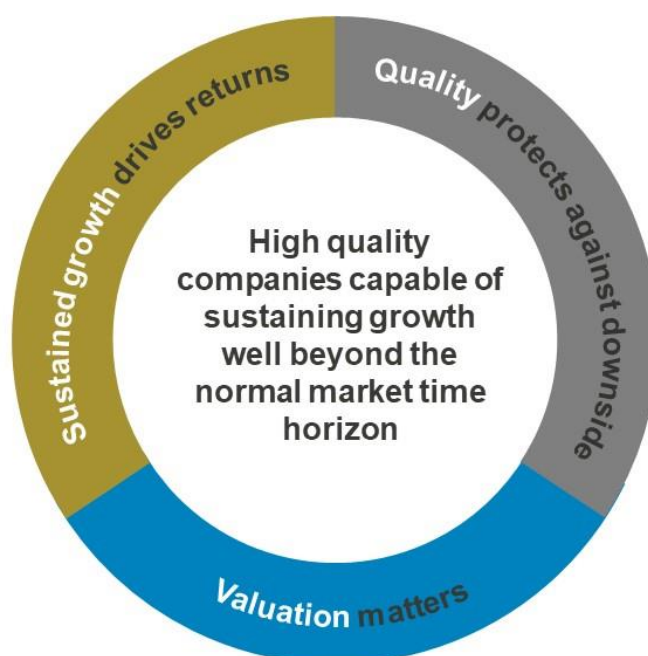 Sustained growth drives returns
Quality protects against downside
High quality
companies capable of
sustaining growth
well beyond the
normal market time
horizon
Valuation matters